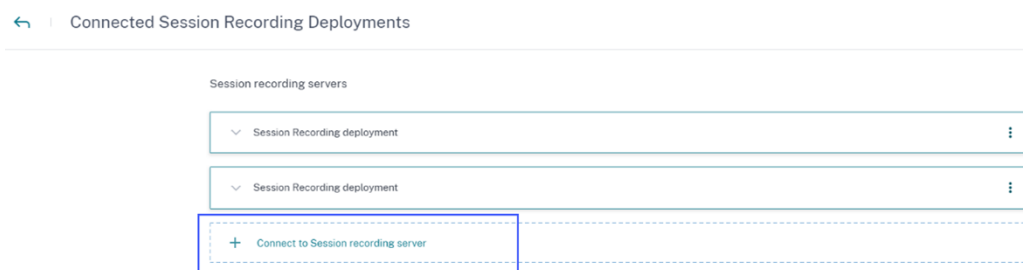 Connected Session Recording Deployments
Session recording servers
Session Recording deployment
Session Recording deployment
Connect to Session recording server